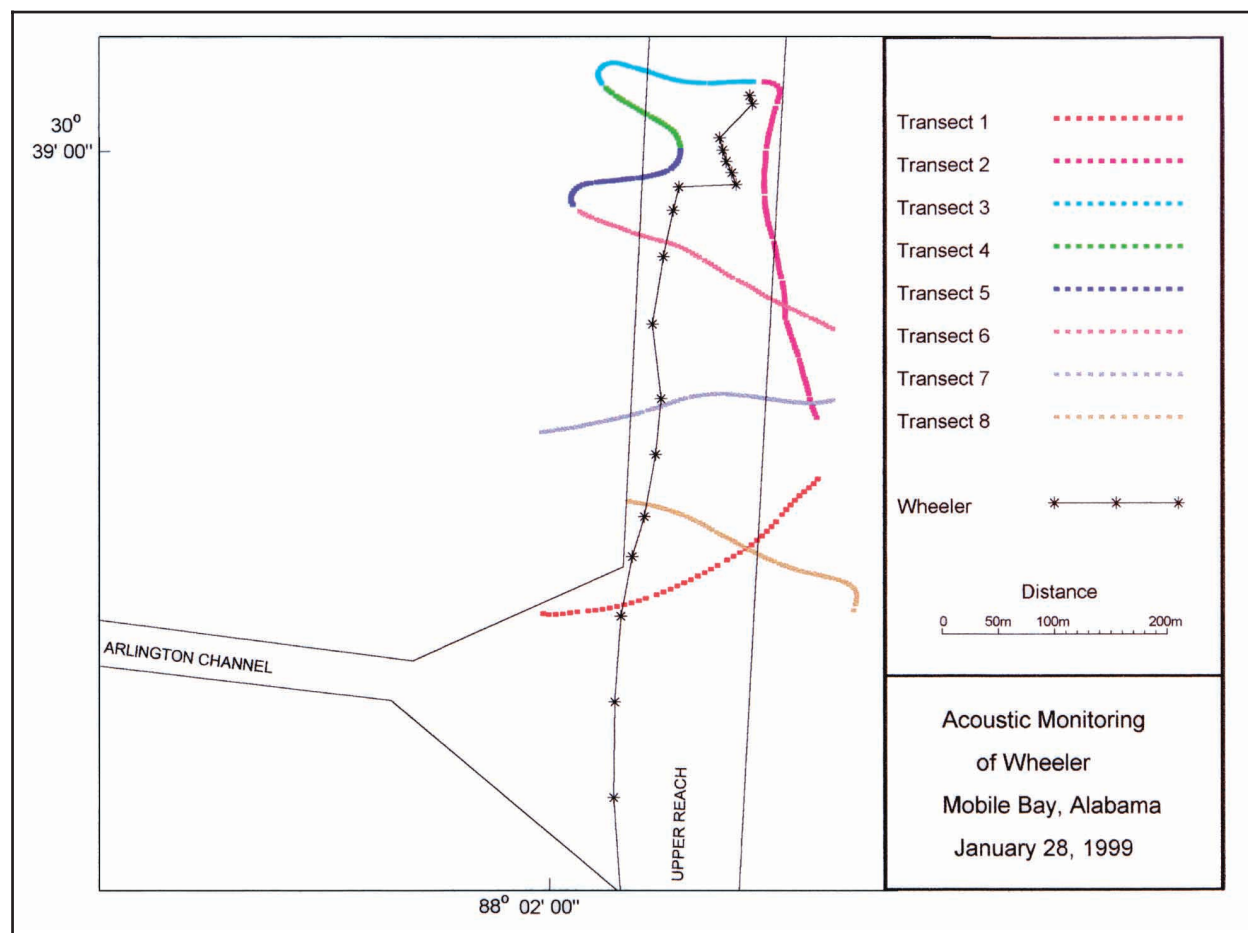 30°
39' 00"
ARLINGTON CHANNEL
UPPER REACH
88° 02' 00"
Transect 1
Transect 2
Transect 3
Transect 4
Transect 5
Transect 6
Transect 7
Transect 8
Wheeler
Distance
0 50m 100m 200m
Acoustic Monitoring
of Wheeler
Mobile Bay, Alabama
January 28, 1999